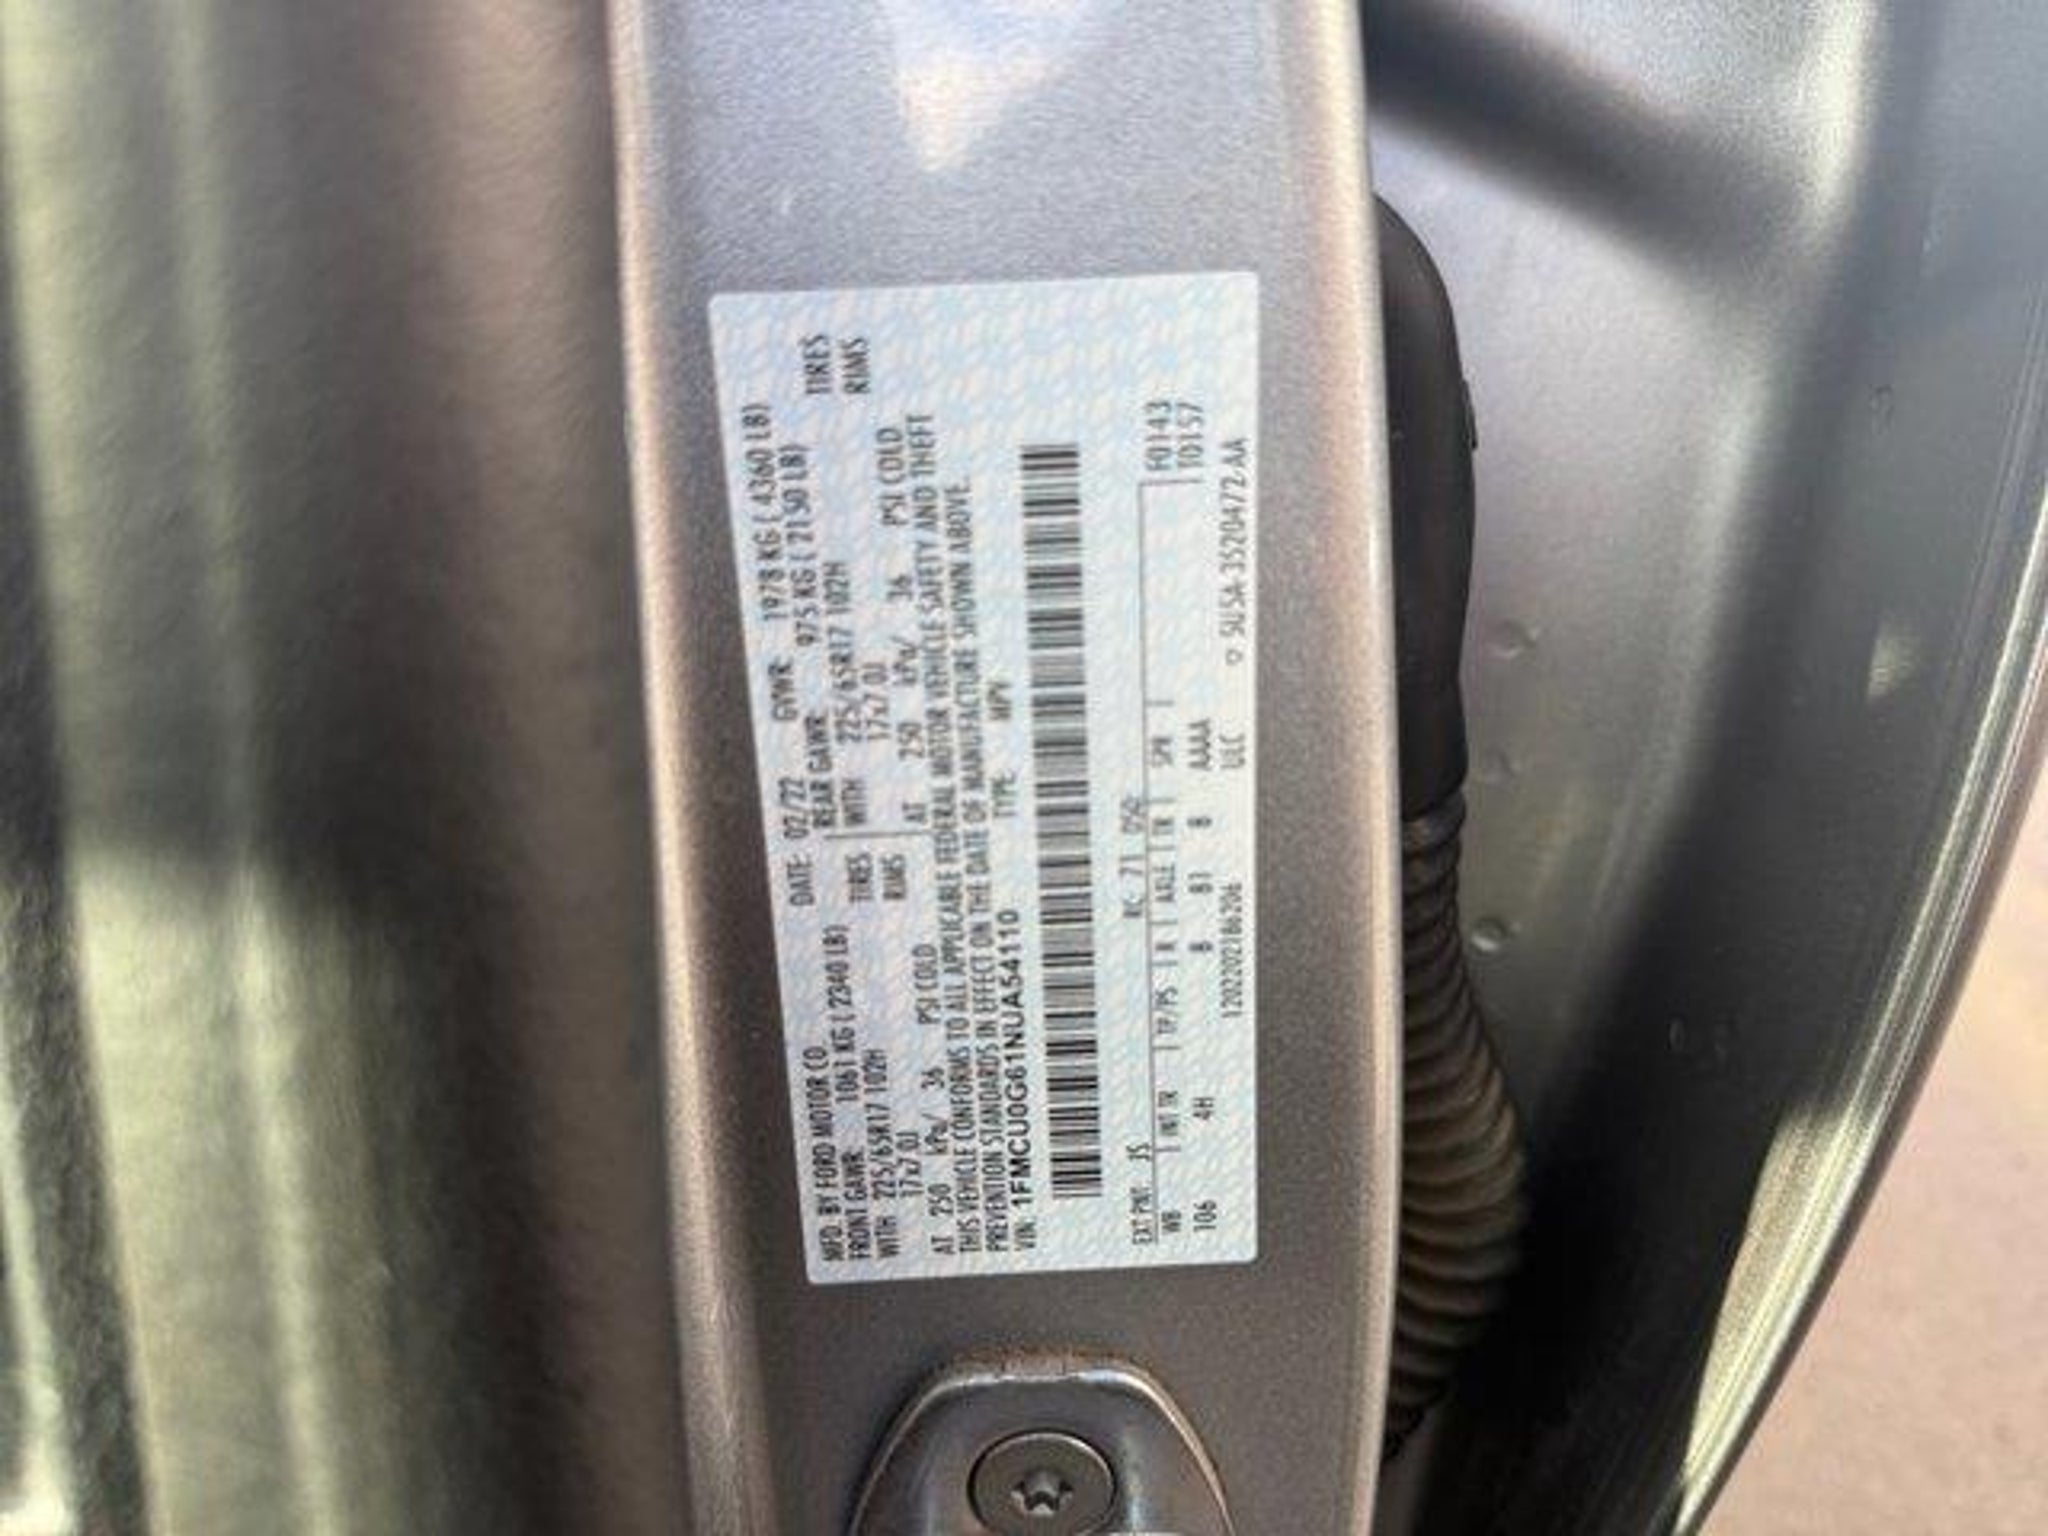 MFD. BY FORD MOTOR CO. DATE: 02/22 GVWR: 1978 KG ( 4360 LB)
FRONT GAWR: 1061 KG ( 2340 LB) REAR GAWR: 975 KG ( 2150 LB)
WITH 225/65R17 102H TIRES WITH 225/65R17 102H TIRES
17x7.0J RIMS 17x7.0J RIMS
AT 250 kPa/ 36 PSI COLD AT 250 kPa/ 36 PSI COLD
THIS VEHICLE CONFORMS TO ALL APPLICABLE FEDERAL MOTOR VEHICLE SAFETY AND THEFT
PREVENTION STANDARDS IN EFFECT ON THE DATE OF MANUFACTURE SHOWN ABOVE.
VIN: 1FMCU0G61NUA54110 TYPE: MPV
EXT PNT: JS RC: 71 DSO: F0143
WB INT TR TP/PS R AXLE TR SPR T0157
106 4H B B7 8 AAAA
1202202186206 ULC 5U5A-3520472-AA